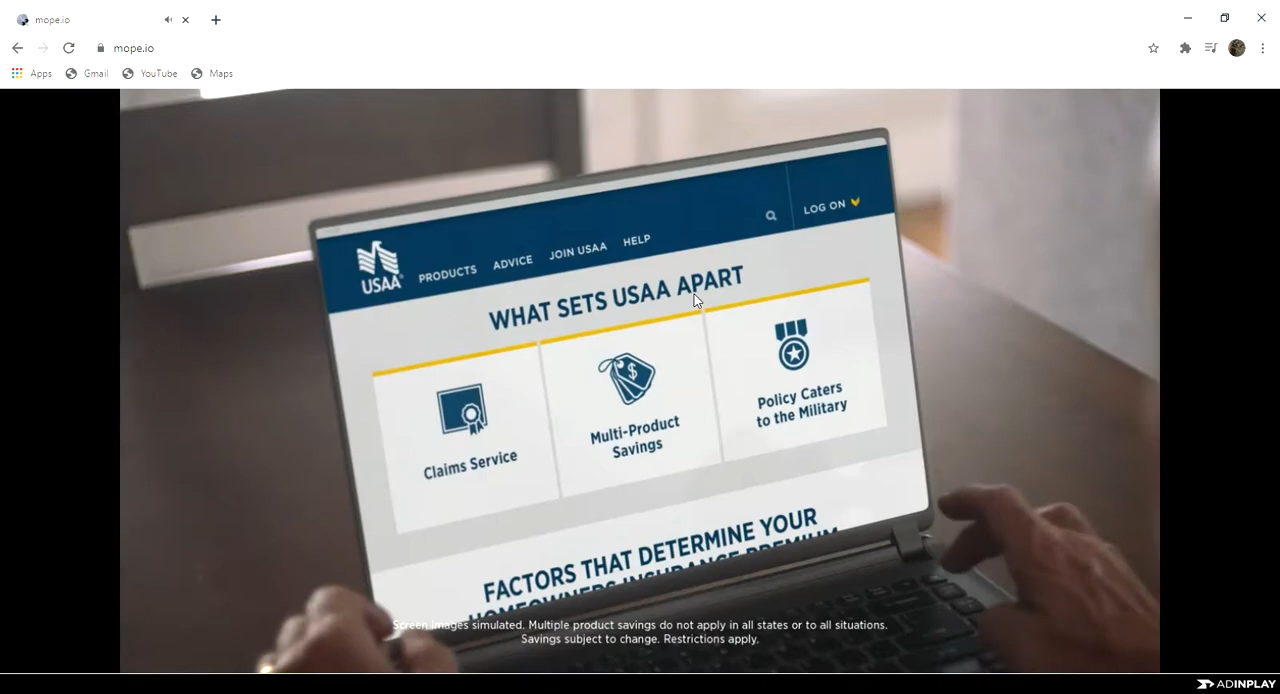 mope.io
mope.io
Apps Gmail YouTube Maps
USAA
PRODUCTS ADVICE JOIN USAA HELP
LOG ON
WHAT SETS USAA APART
Claims Service
Multi-Product
Savings
Policy Caters
to the Military
FACTORS THAT DETERMINE YOUR
HOMEOWNERS INSURANCE PREMIUM
Screen images simulated. Multiple product savings do not apply in all states or to all situations.
Savings subject to change. Restrictions apply.
ADINPLAY